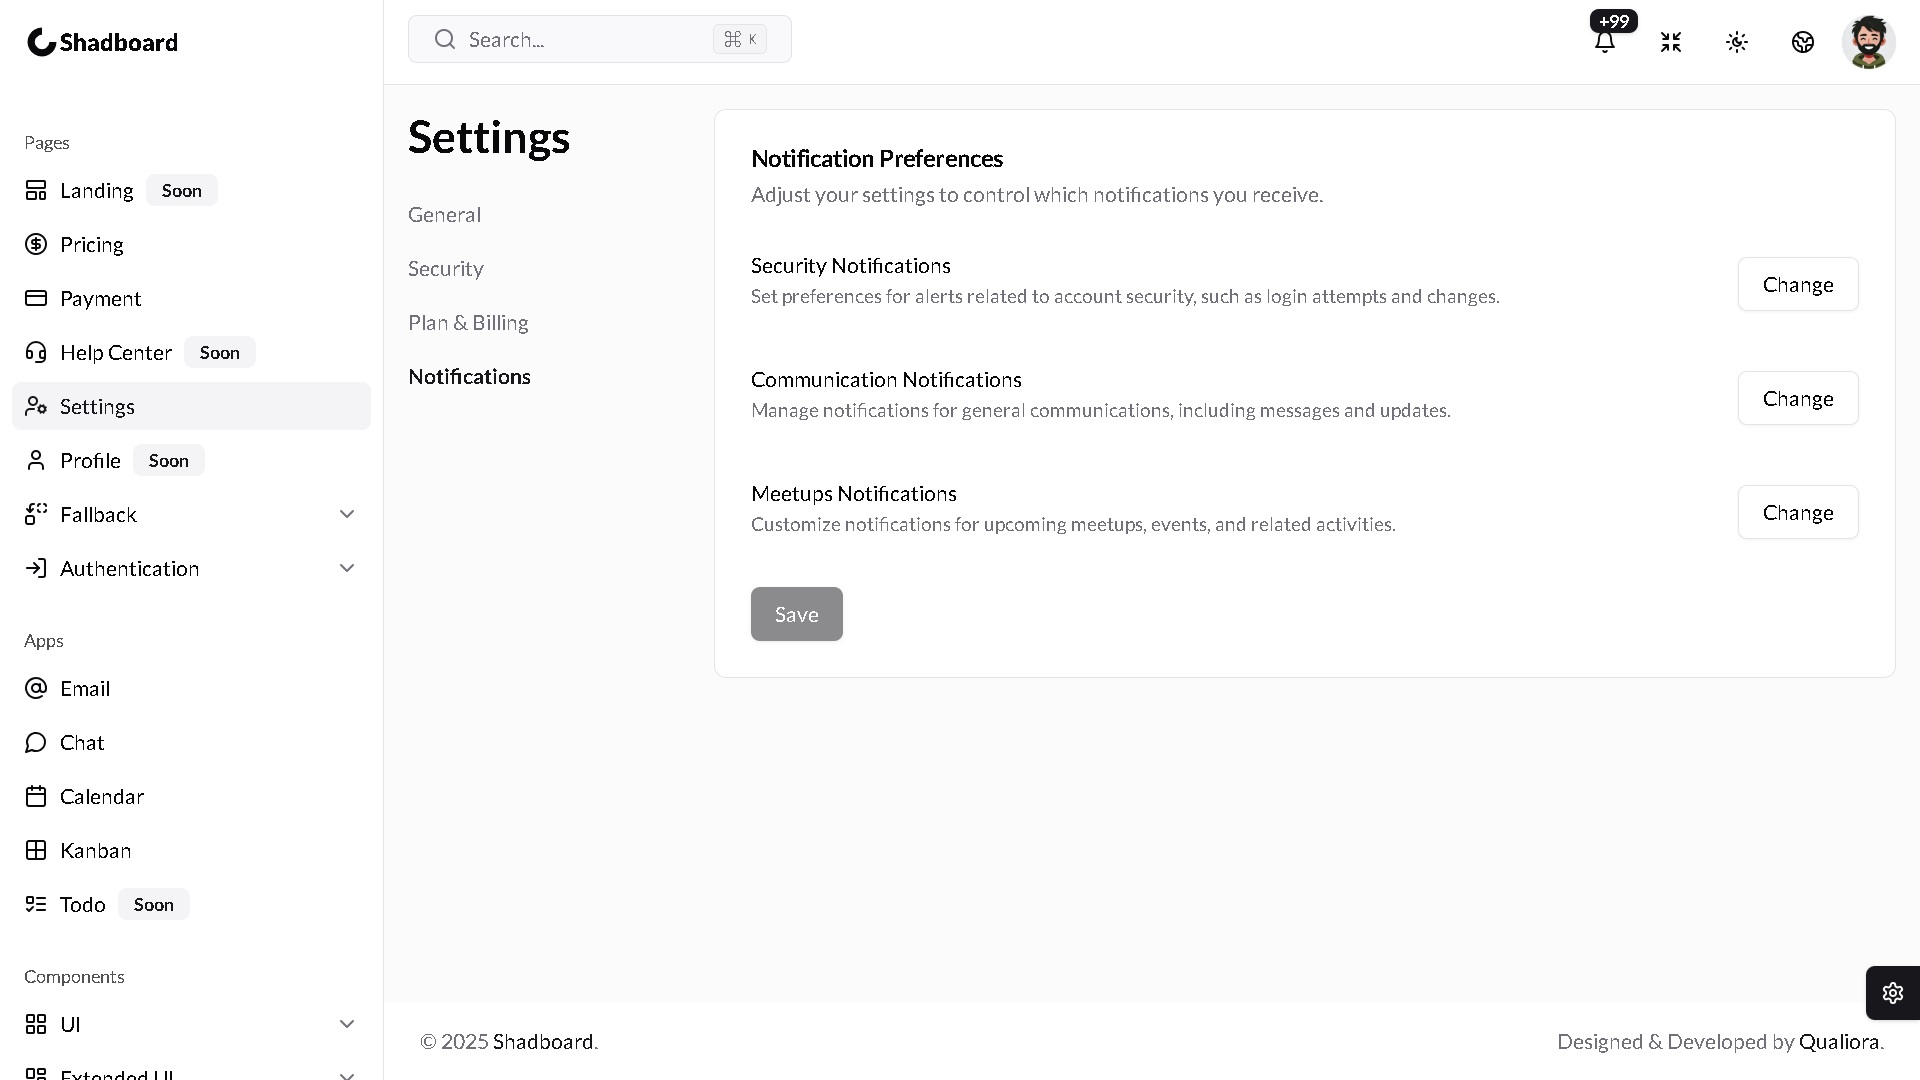 Shadboard
Pages
Landing Soon
Pricing
Payment
Help Center Soon
Settings
Profile Soon
Fallback
Authentication
Apps
Email
Chat
Calendar
Kanban
Todo Soon
Components
UI
Extended UI
Search... ⌘ K
+99
Settings
General
Security
Plan & Billing
Notifications
Notification Preferences
Adjust your settings to control which notifications you receive.
Security Notifications
Set preferences for alerts related to account security, such as login attempts and changes.
Change
Communication Notifications
Manage notifications for general communications, including messages and updates.
Change
Meetups Notifications
Customize notifications for upcoming meetups, events, and related activities.
Change
Save
© 2025 Shadboard.
Designed & Developed by Qualiora.